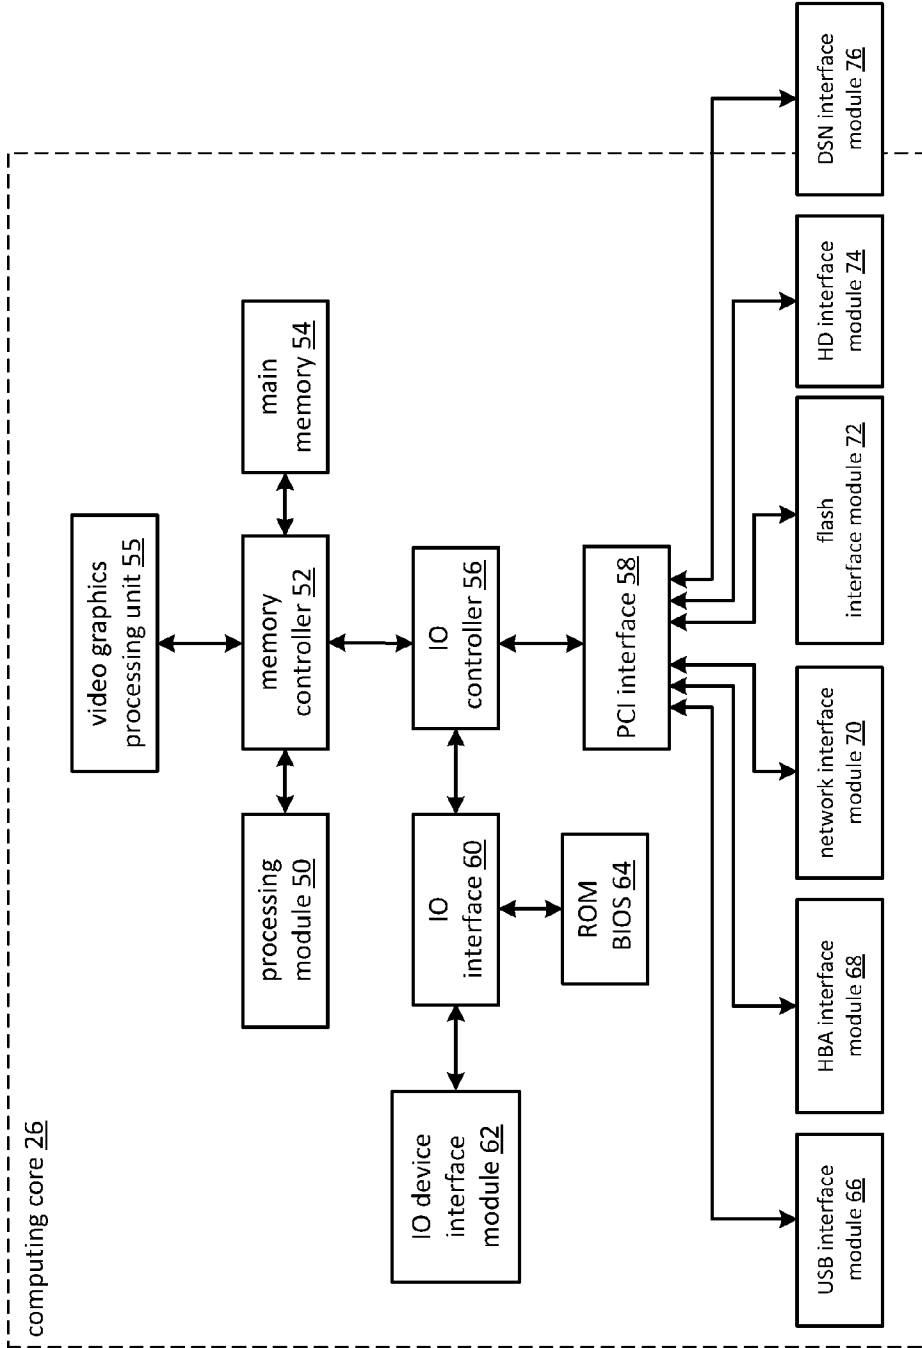 computing core 26
video graphics
processing unit 55
processing
module 50
memory
controller 52
main
memory 54
IO device
interface
module 62
IO
interface 60
IO
controller 56
ROM
BIOS 64
PCI interface 58
USB interface
module 66
HBA interface
module 68
network interface
module 70
flash
interface module 72
HD interface
module 74
DSN interface
module 76